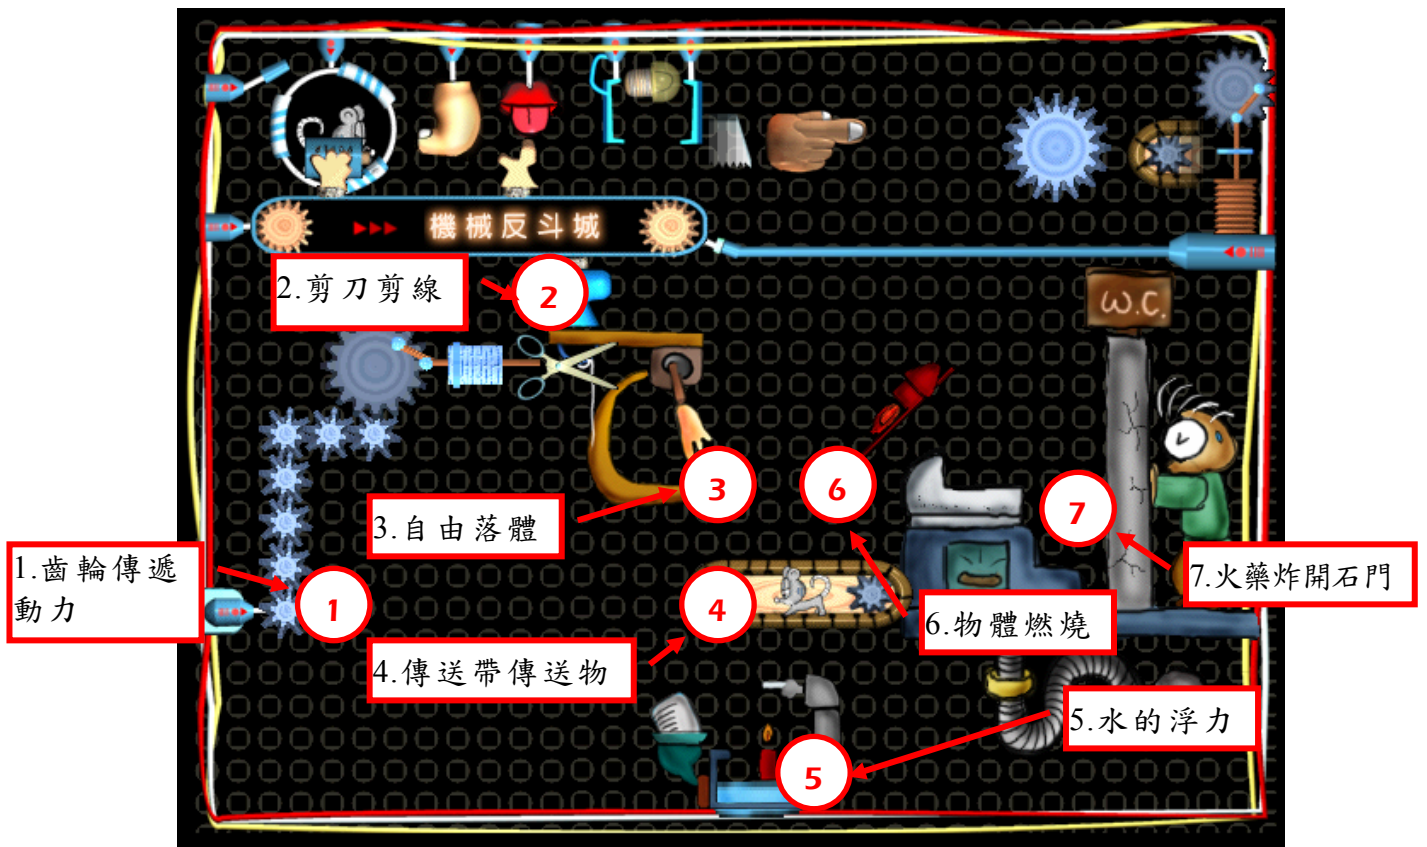 機械反斗城
2.剪刀剪線
2
W.C.
3
6
3.自由落體
7
1.齒輪傳遞
動力
7.火藥炸開石門
1
4
6.物體燃燒
4.傳送帶傳送物
5.水的浮力
5